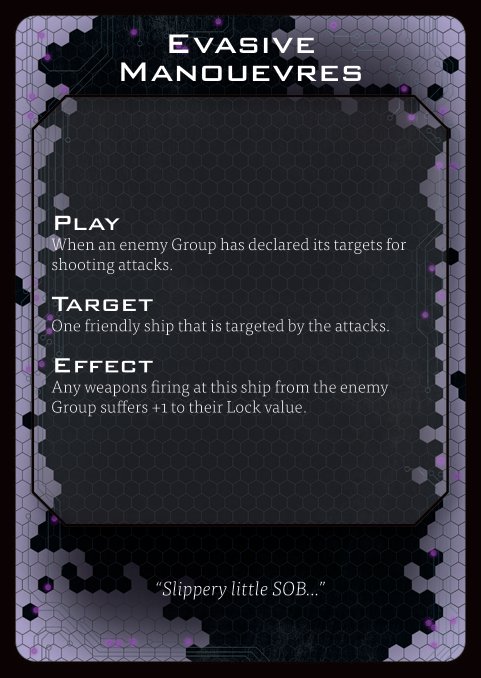 Evasive
Manouevres
Play
When an enemy Group has declared its targets for
shooting attacks.
Target
One friendly ship that is targeted by the attacks.
Effect
Any weapons firing at this ship from the enemy
Group suffers +1 to their Lock value.
“Slippery little SOB...”